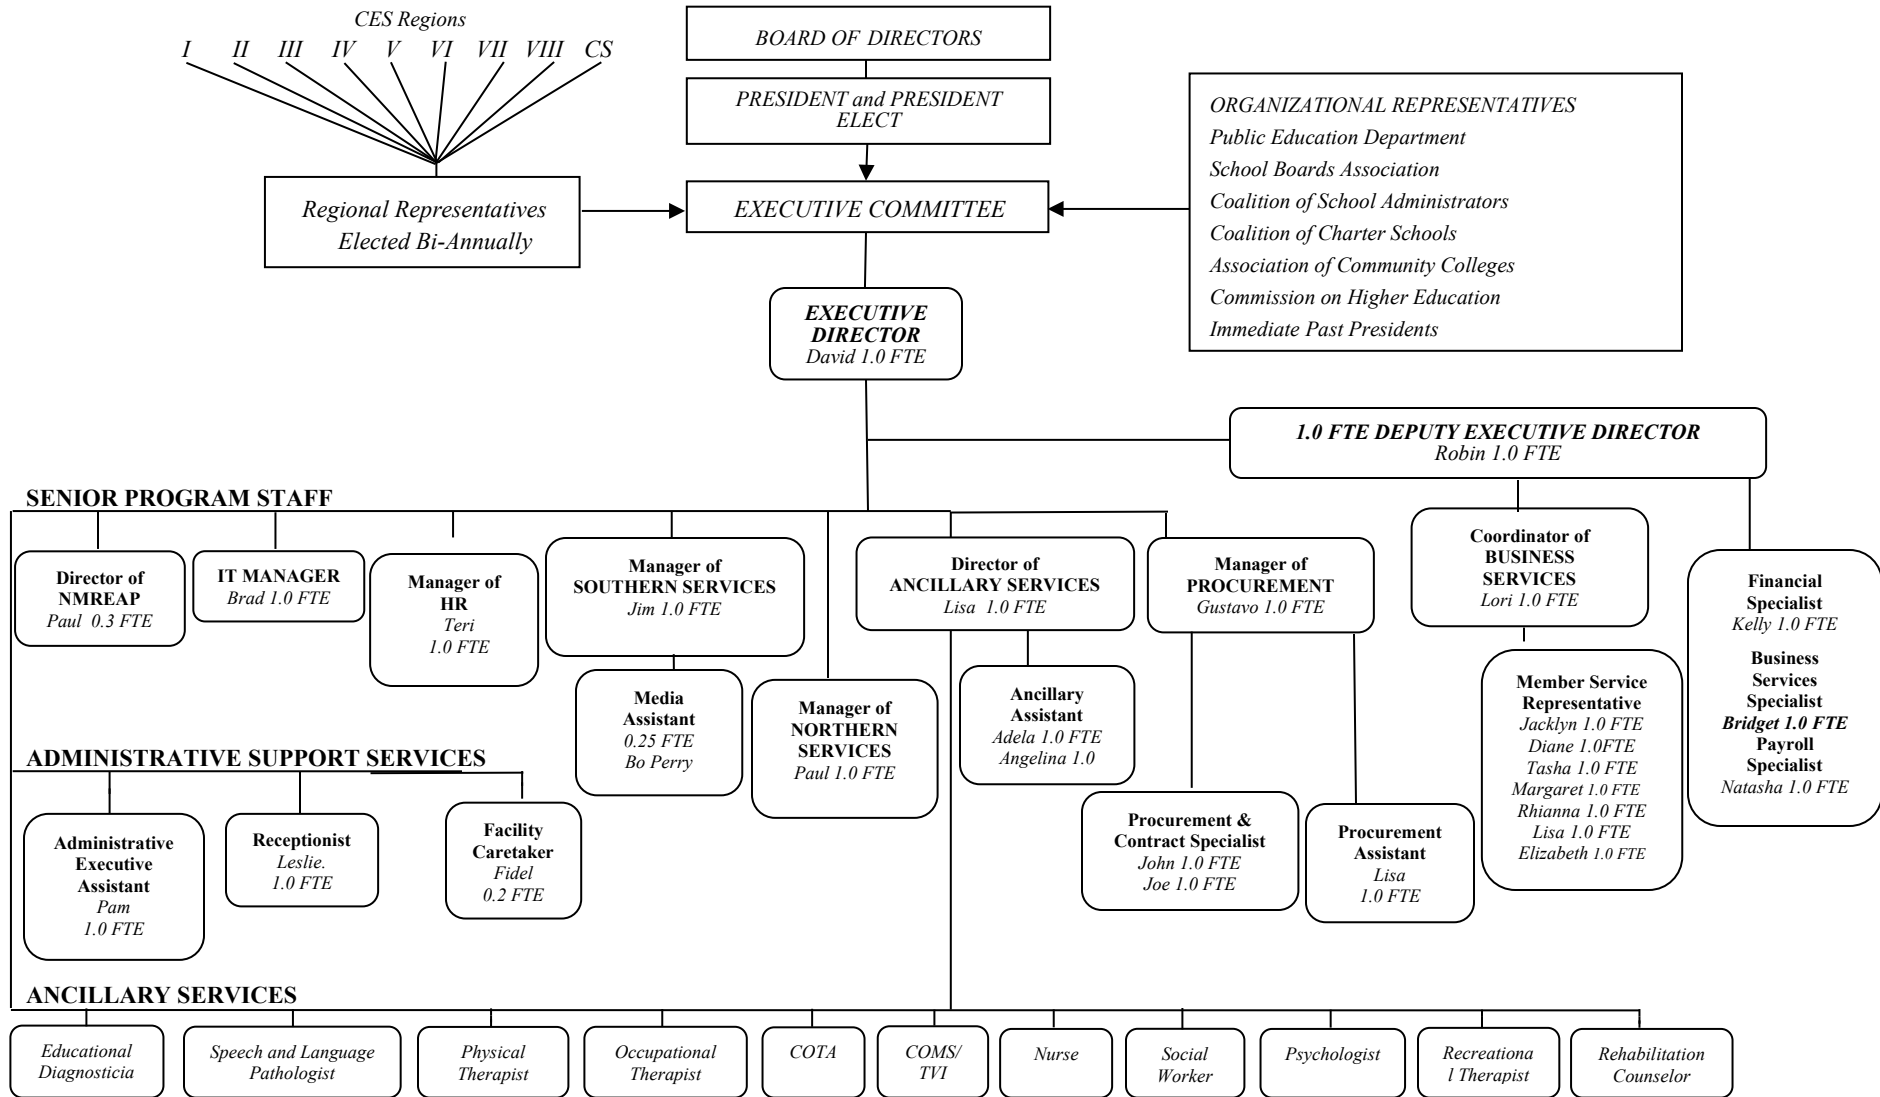 CES Regions
I II III IV V VI VII VIII CS
Regional Representatives
Elected Bi-Annually
BOARD OF DIRECTORS
PRESIDENT and PRESIDENT
ELECT
EXECUTIVE COMMITTEE
ORGANIZATIONAL REPRESENTATIVES
Public Education Department
School Boards Association
Coalition of School Administrators
Coalition of Charter Schools
Association of Community Colleges
Commission on Higher Education
Immediate Past Presidents
EXECUTIVE
DIRECTOR
David 1.0 FTE
1.0 FTE DEPUTY EXECUTIVE DIRECTOR
Robin 1.0 FTE
SENIOR PROGRAM STAFF
Director of
NMREAP
Paul 0.3 FTE
IT MANAGER
Brad 1.0 FTE
Manager of
HR
Teri
1.0 FTE
Manager of
SOUTHERN SERVICES
Jim 1.0 FTE
Media
Assistant
0.25 FTE
Bo Perry
Manager of
NORTHERN
SERVICES
Paul 1.0 FTE
Director of
ANCILLARY SERVICES
Lisa 1.0 FTE
Ancillary
Assistant
Adela 1.0 FTE
Angelina 1.0
Manager of
PROCUREMENT
Gustavo 1.0 FTE
Procurement &
Contract Specialist
John 1.0 FTE
Joe 1.0 FTE
Procurement
Assistant
Lisa
1.0 FTE
Coordinator of
BUSINESS
SERVICES
Lori 1.0 FTE
Member Service
Representative
Jacklyn 1.0 FTE
Diane 1.0FTE
Tasha 1.0 FTE
Margaret 1.0 FTE
Rhianna 1.0 FTE
Lisa 1.0 FTE
Elizabeth 1.0 FTE
Financial
Specialist
Kelly 1.0 FTE
Business
Services
Specialist
Bridget 1.0 FTE
Payroll
Specialist
Natasha 1.0 FTE
ADMINISTRATIVE SUPPORT SERVICES
Administrative
Executive
Assistant
Pam
1.0 FTE
Receptionist
Leslie.
1.0 FTE
Facility
Caretaker
Fidel
0.2 FTE
ANCILLARY SERVICES
Educational
Diagnosticia
Speech and Language
Pathologist
Physical
Therapist
Occupational
Therapist
COTA
COMS/
TVI
Nurse
Social
Worker
Psychologist
Recreationa
l Therapist
Rehabilitation
Counselor